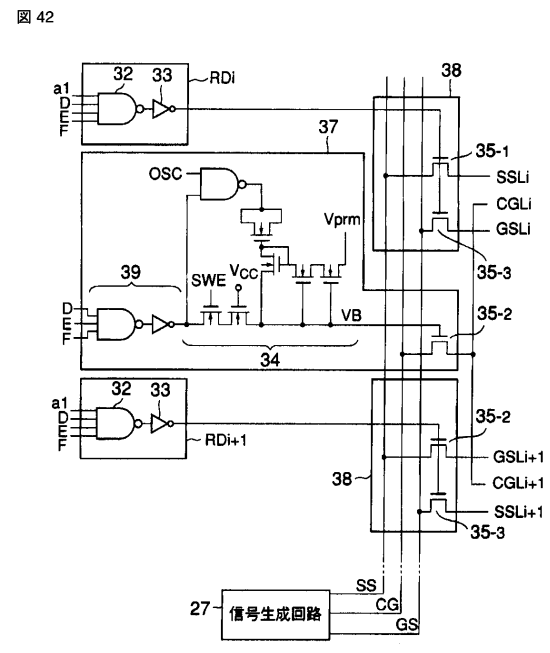 図 42
38
32
33
RDi
a1
D
E
F
37
35-1
SSLi
CGLi
GSLi
35-3
OSC
Vprm
39
SWE
VCC
D
E
F
VB
35-2
34
32
33
a1
D
E
F
RDi+1
35-2
GSLi+1
38
CGLi+1
SSLi+1
35-3
SS
27
信号生成回路
CG
GS